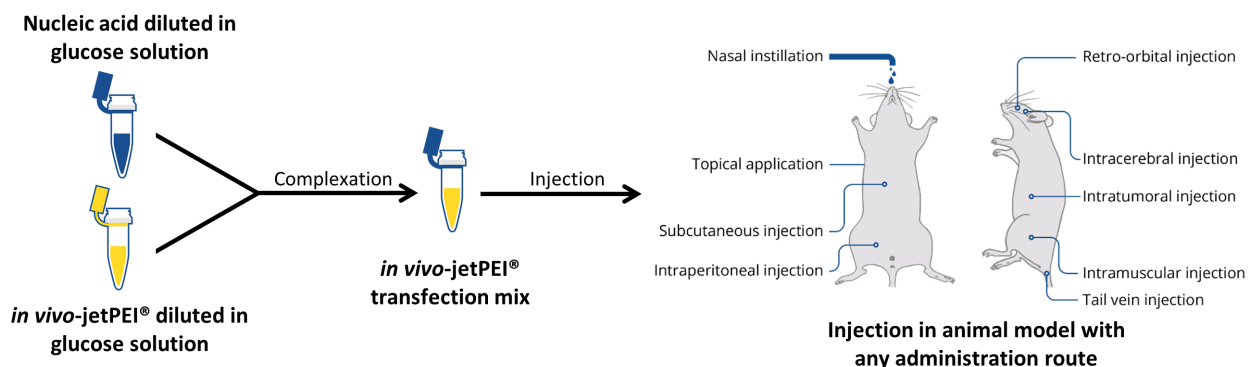 Nucleic acid diluted in
glucose solution
in vivo-jetPEI® diluted in
glucose solution
Complexation
in vivo-jetPEI®
transfection mix
Injection
Nasal instillation
Topical application
Subcutaneous injection
Intraperitoneal injection
Retro-orbital injection
Intracerebral injection
Intratumoral injection
Intramuscular injection
Tail vein injection
Injection in animal model with
any administration route